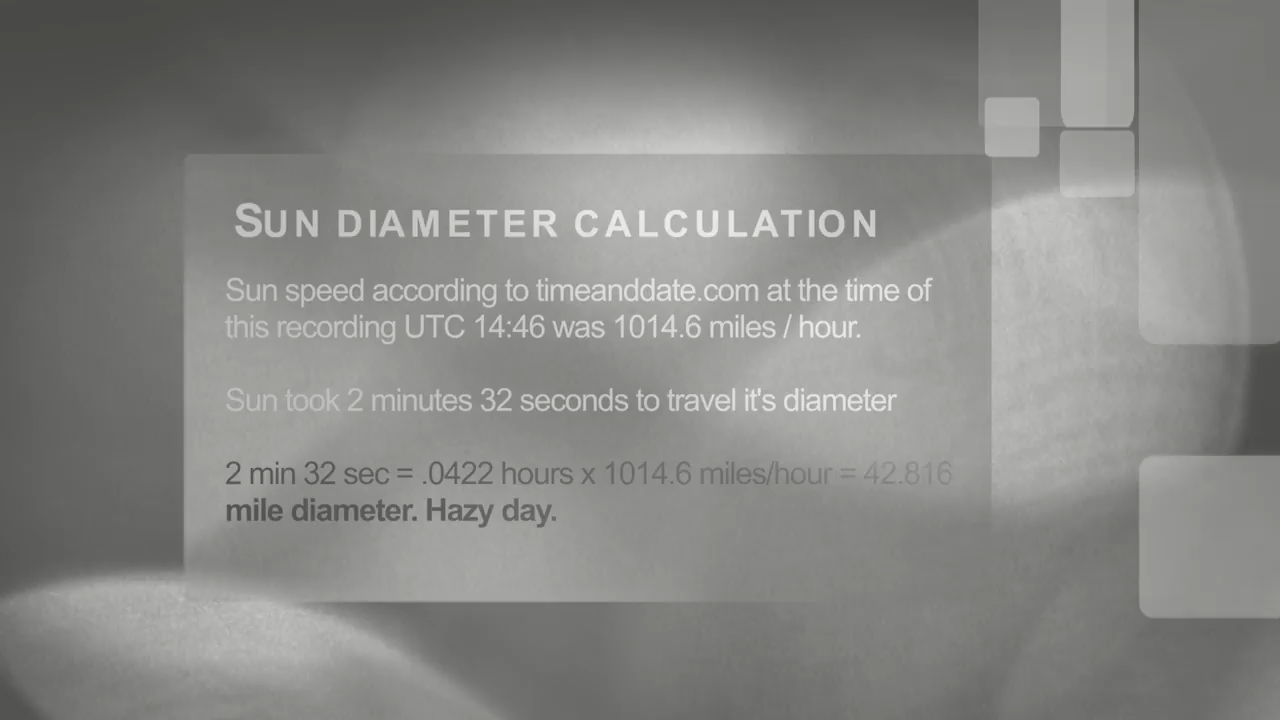 SUN DIAMETER CALCULATION
Sun speed according to timeanddate.com at the time of
this recording UTC 14:46 was 1014.6 miles / hour.
Sun took 2 minutes 32 seconds to travel it's diameter
2 min 32 sec = .0422 hours x 1014.6 miles/hour = 42.816
mile diameter. Hazy day.